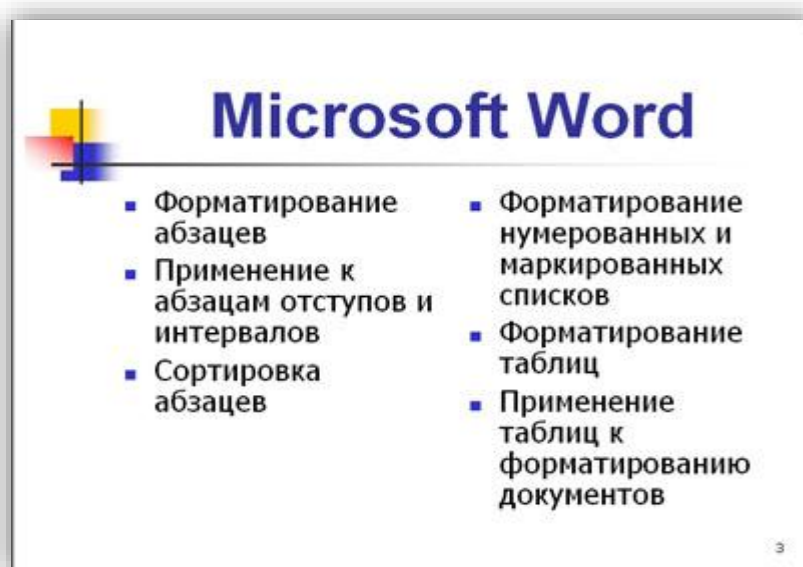 Microsoft Word
Форматирование
абзацев
Применение к
абзацам отступов и
интервалов
Сортировка
абзацев
Форматирование
нумерованных и
маркированных
списков
Форматирование
таблиц
Применение
таблиц к
форматированию
документов
3